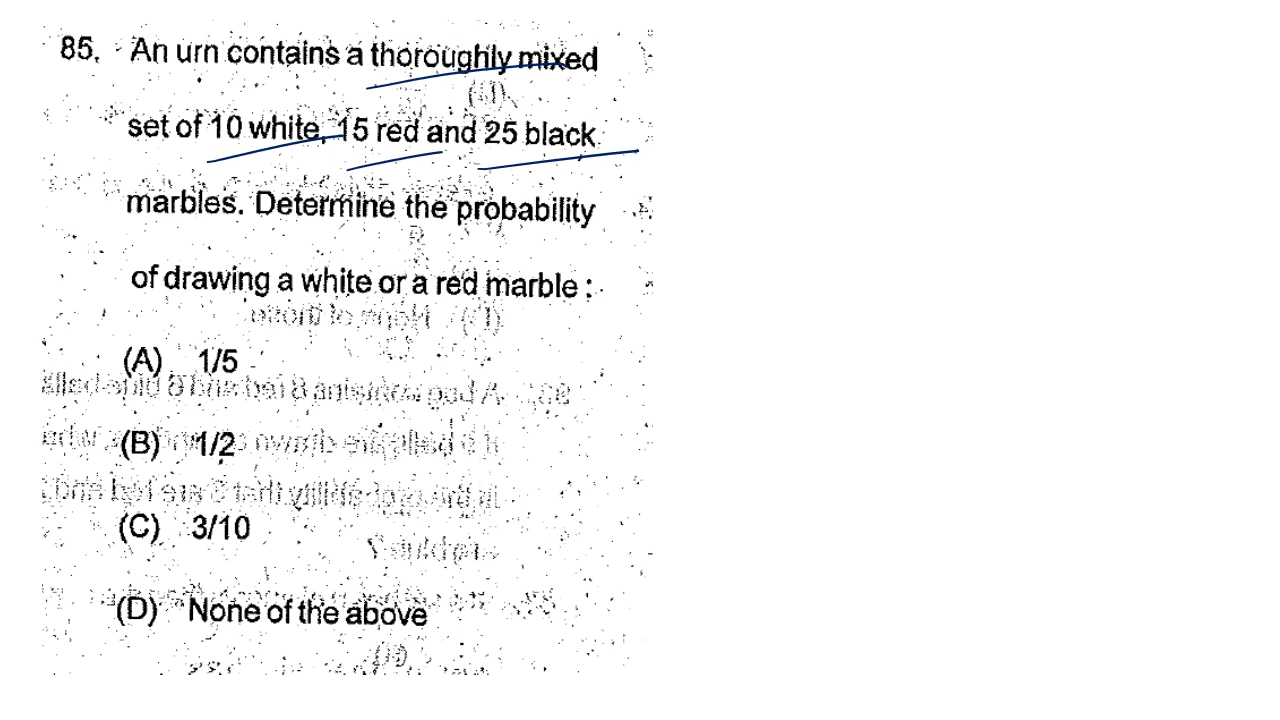 85. An urn contains a thoroughly mixed
set of 10 white, 15 red and 25 black
marbles. Determine the probability
of drawing a white or a red marble :
(A) 1/5
(B) 1/2
(C) 3/10
(D) None of the above